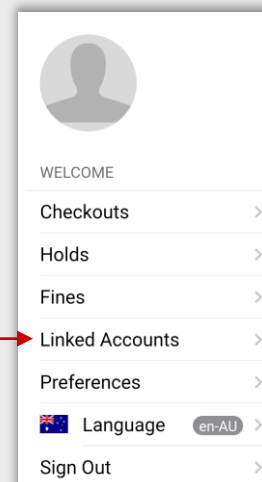 WELCOME
Checkouts
Holds
Fines
Linked Accounts
Preferences
Language en-AU
Sign Out